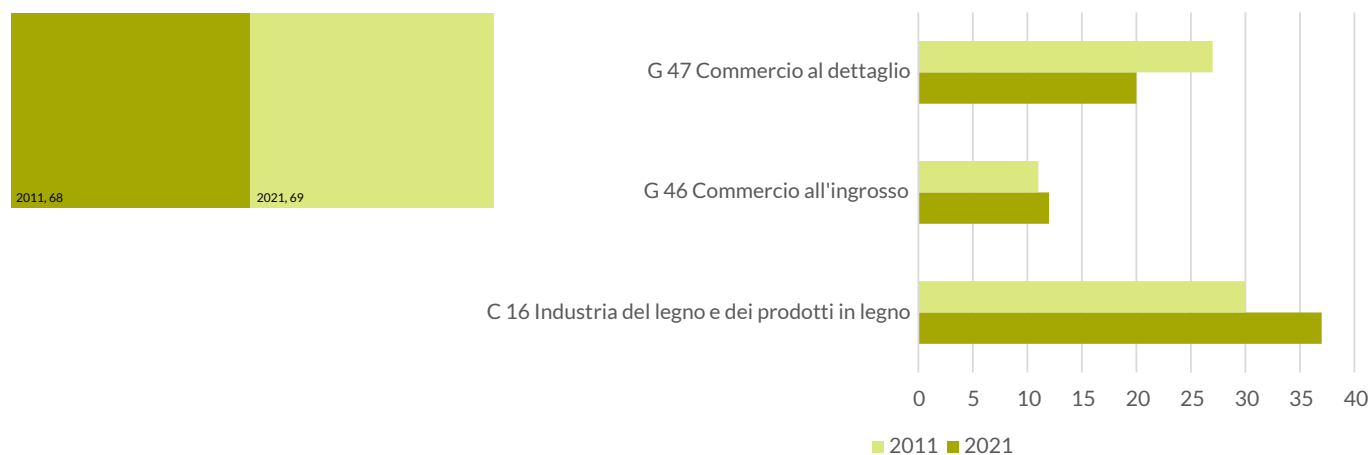 2011, 68
2021, 69
G 47 Commercio al dettaglio
G 46 Commercio all'ingrosso
C 16 Industria del legno e dei prodotti in legno
0 5 10 15 20 25 30 35 40
2011 2021